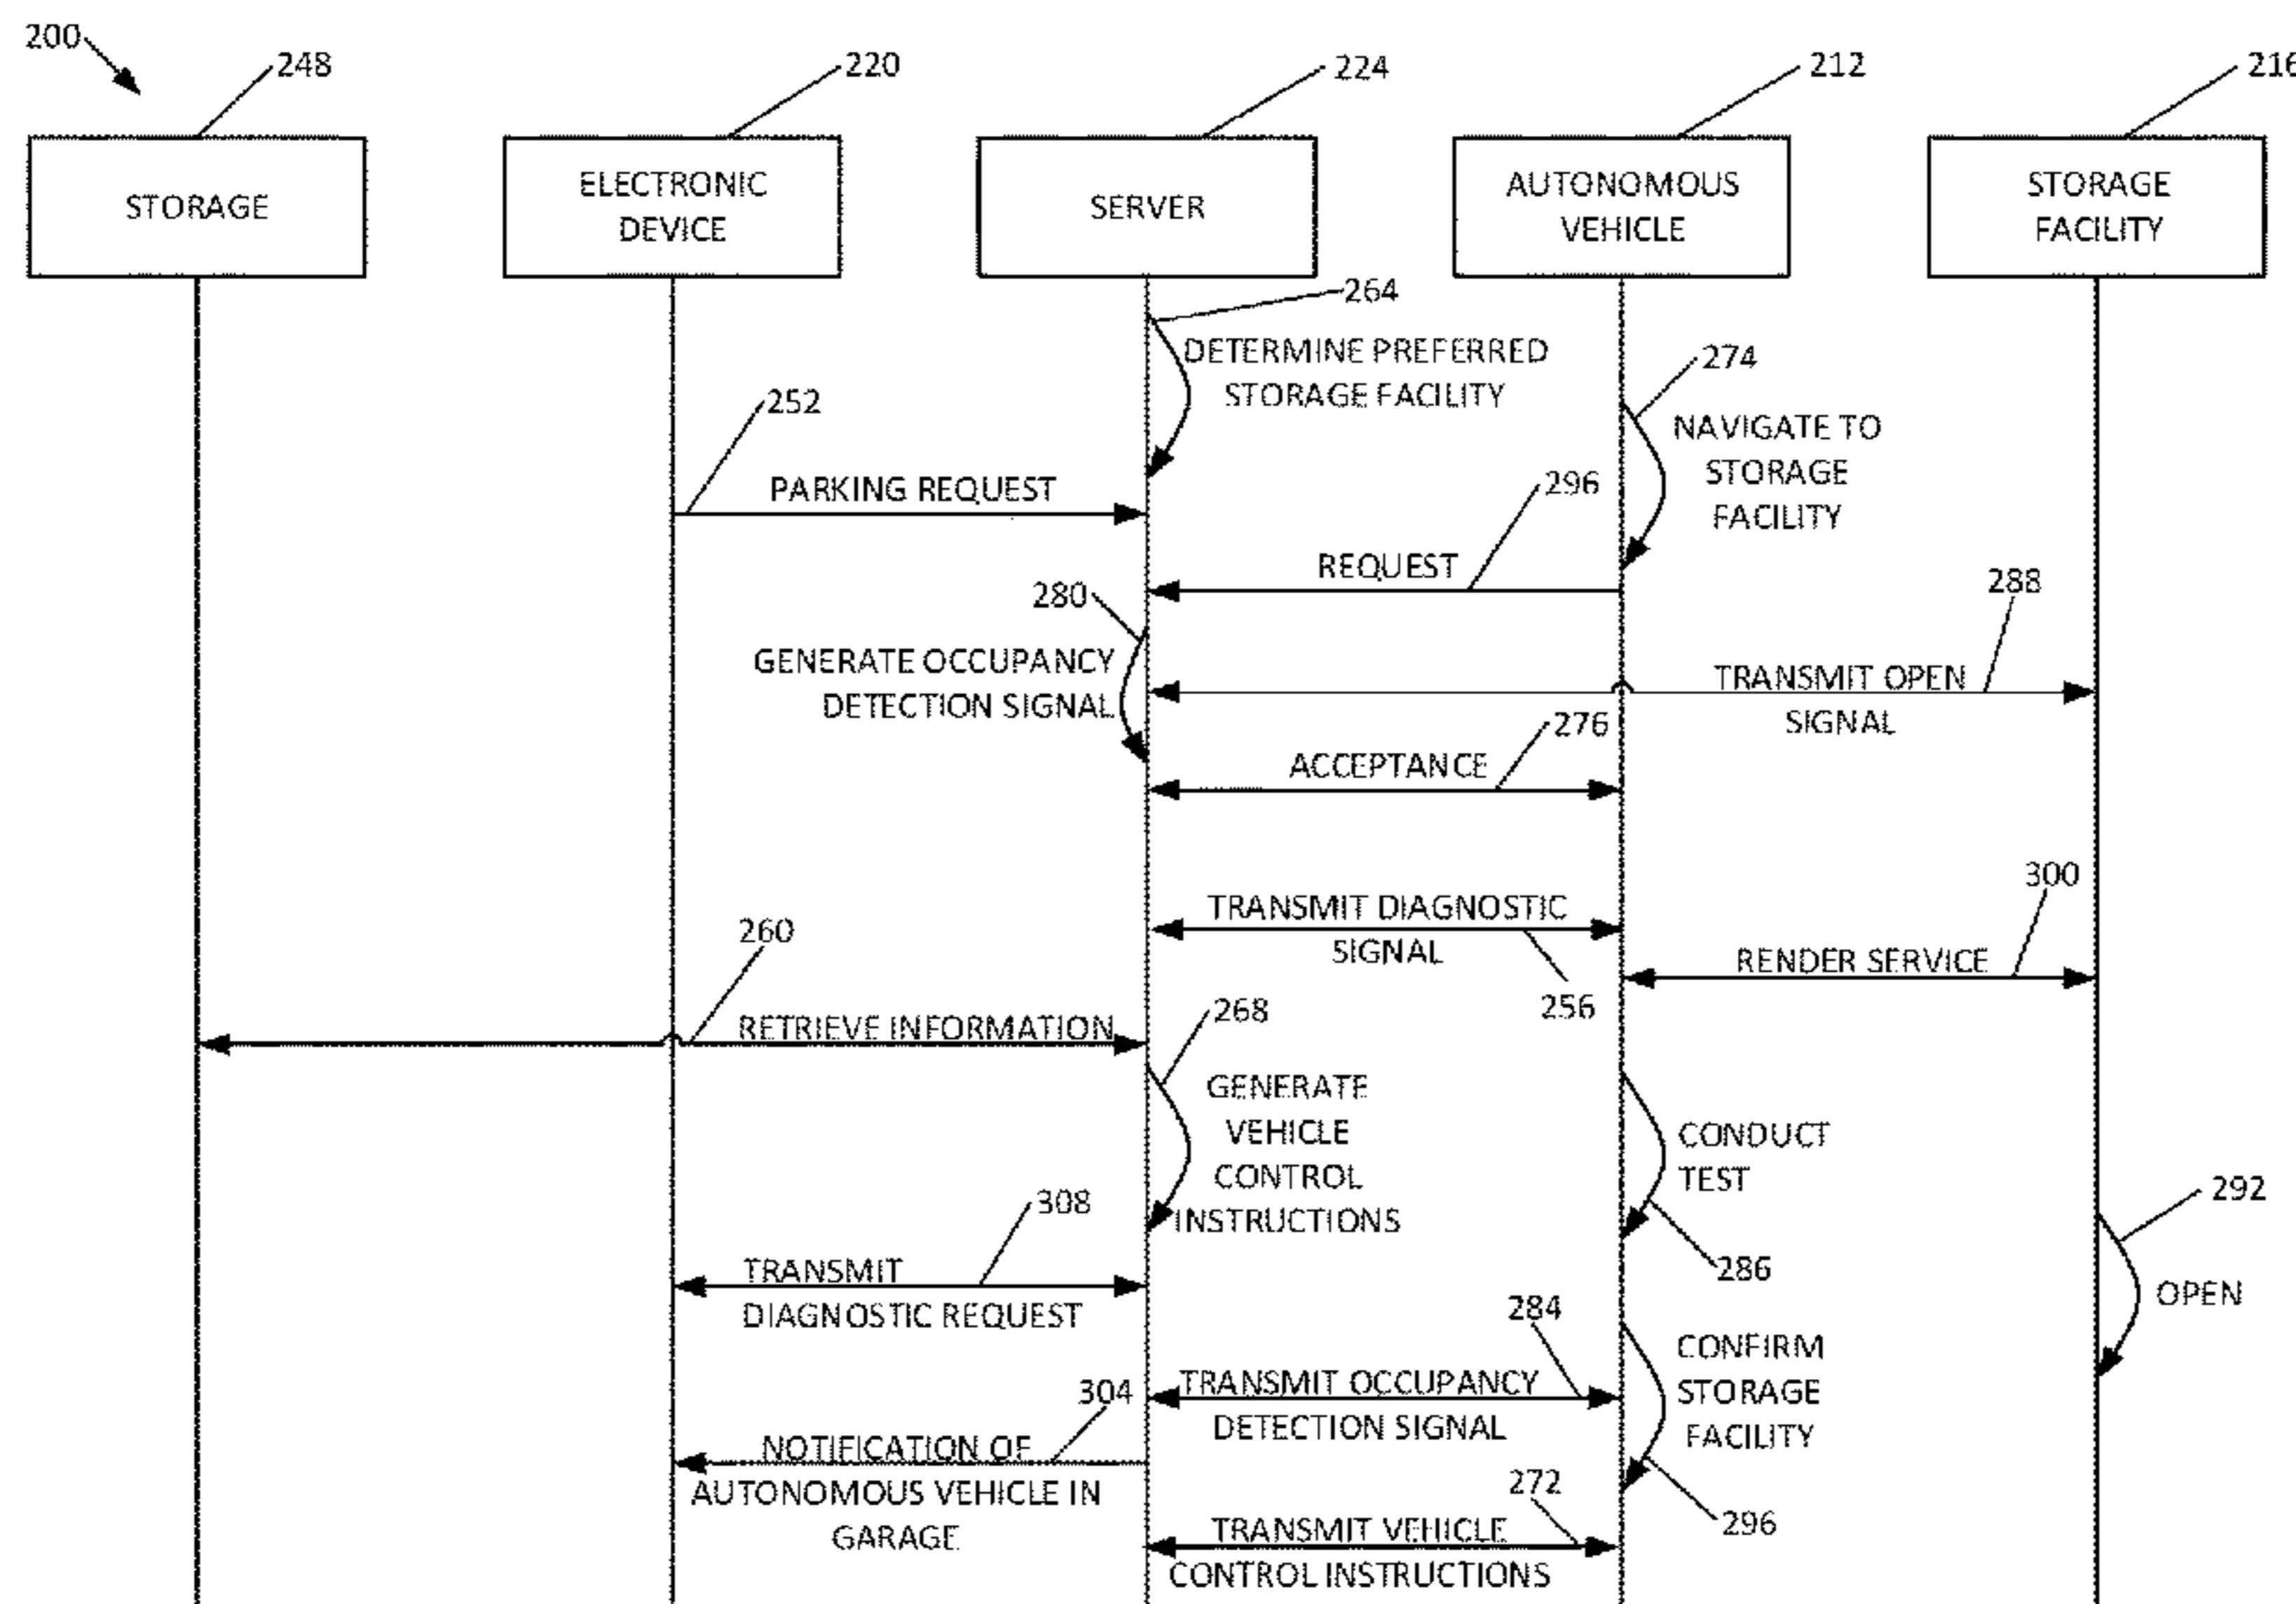 200
248
220
224
212
216
STORAGE
ELECTRONIC
DEVICE
SERVER
AUTONOMOUS
VEHICLE
STORAGE
FACILITY
264
DETERMINE PREFERRED
STORAGE FACILITY
274
NAVIGATE TO
STORAGE
FACILITY
252
PARKING REQUEST
296
REQUEST
280
GENERATE OCCUPANCY
DETECTION SIGNAL
288
TRANSMIT OPEN
SIGNAL
276
ACCEPTANCE
TRANSMIT DIAGNOSTIC
SIGNAL
256
300
RENDER SERVICE
260
RETRIEVE INFORMATION
268
GENERATE
VEHICLE
CONTROL
INSTRUCTIONS
CONDUCT
TEST
286
292
OPEN
308
TRANSMIT
DIAGNOSTIC REQUEST
284
TRANSMIT OCCUPANCY
DETECTION SIGNAL
CONFIRM
STORAGE
FACILITY
296
304
NOTIFICATION OF
AUTONOMOUS VEHICLE IN
GARAGE
272
TRANSMIT VEHICLE
CONTROL INSTRUCTIONS